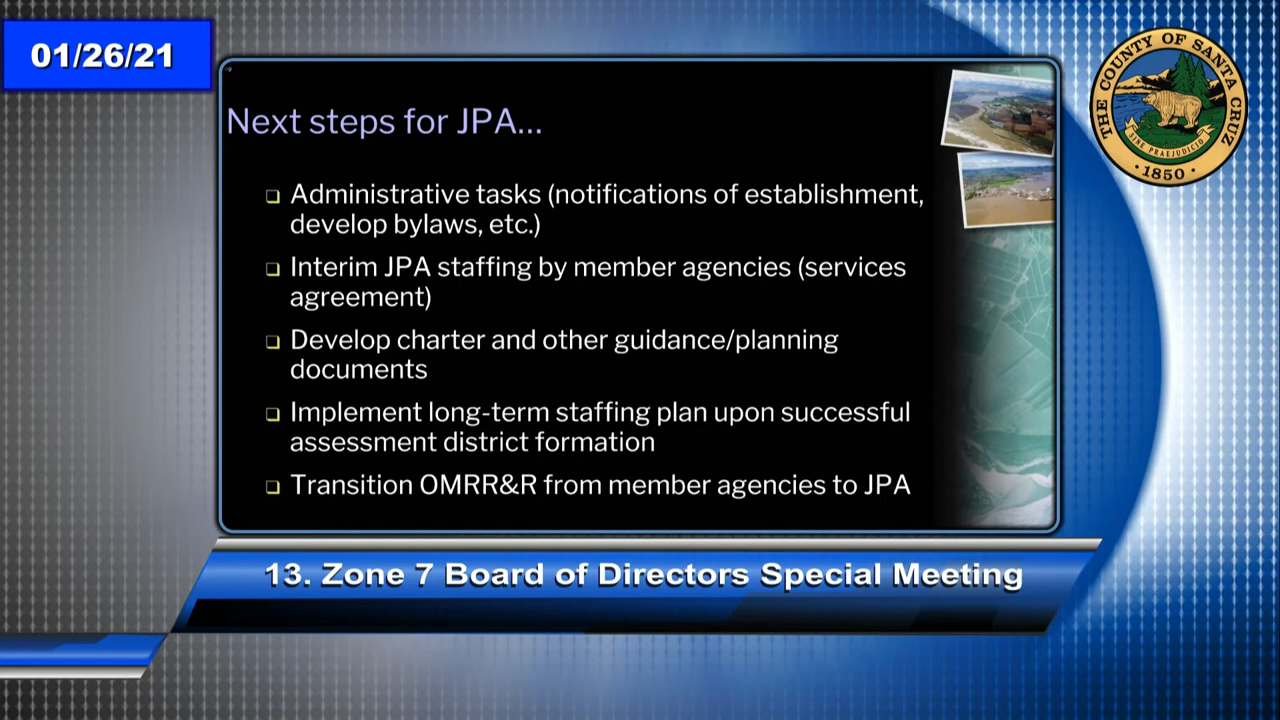 01/26/21
THE COUNTY OF SANTA CRUZ
SINE PRAEJUDICIO
• 1850 •
Next steps for JPA...
Administrative tasks (notifications of establishment,
develop bylaws, etc.)
Interim JPA staffing by member agencies (services
agreement)
Develop charter and other guidance/planning
documents
Implement long-term staffing plan upon successful
assessment district formation
Transition OMRR&R from member agencies to JPA
13. Zone 7 Board of Directors Special Meeting